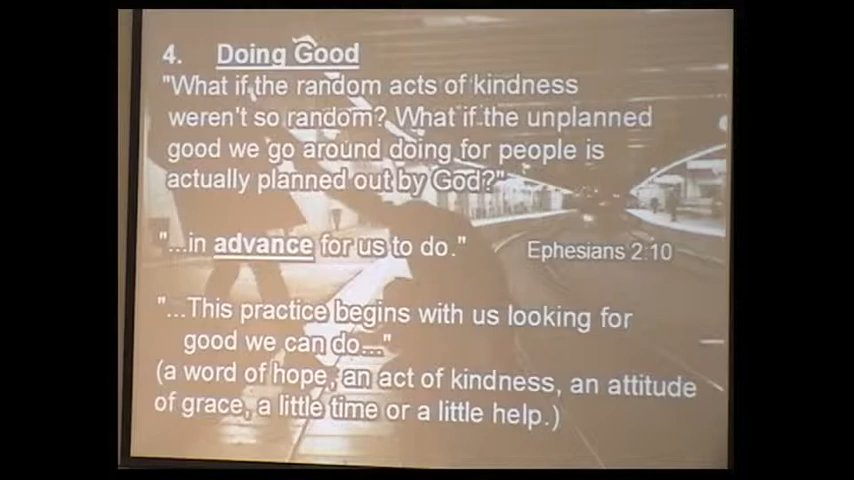 4. Doing Good
"What if the random acts of kindness
weren't so random? What if the unplanned
good we go around doing for people is
actually planned out by God?"
"...in advance for us to do." Ephesians 2:10
"...This practice begins with us looking for
good we can do..."
(a word of hope, an act of kindness, an attitude
of grace, a little time or a little help.)